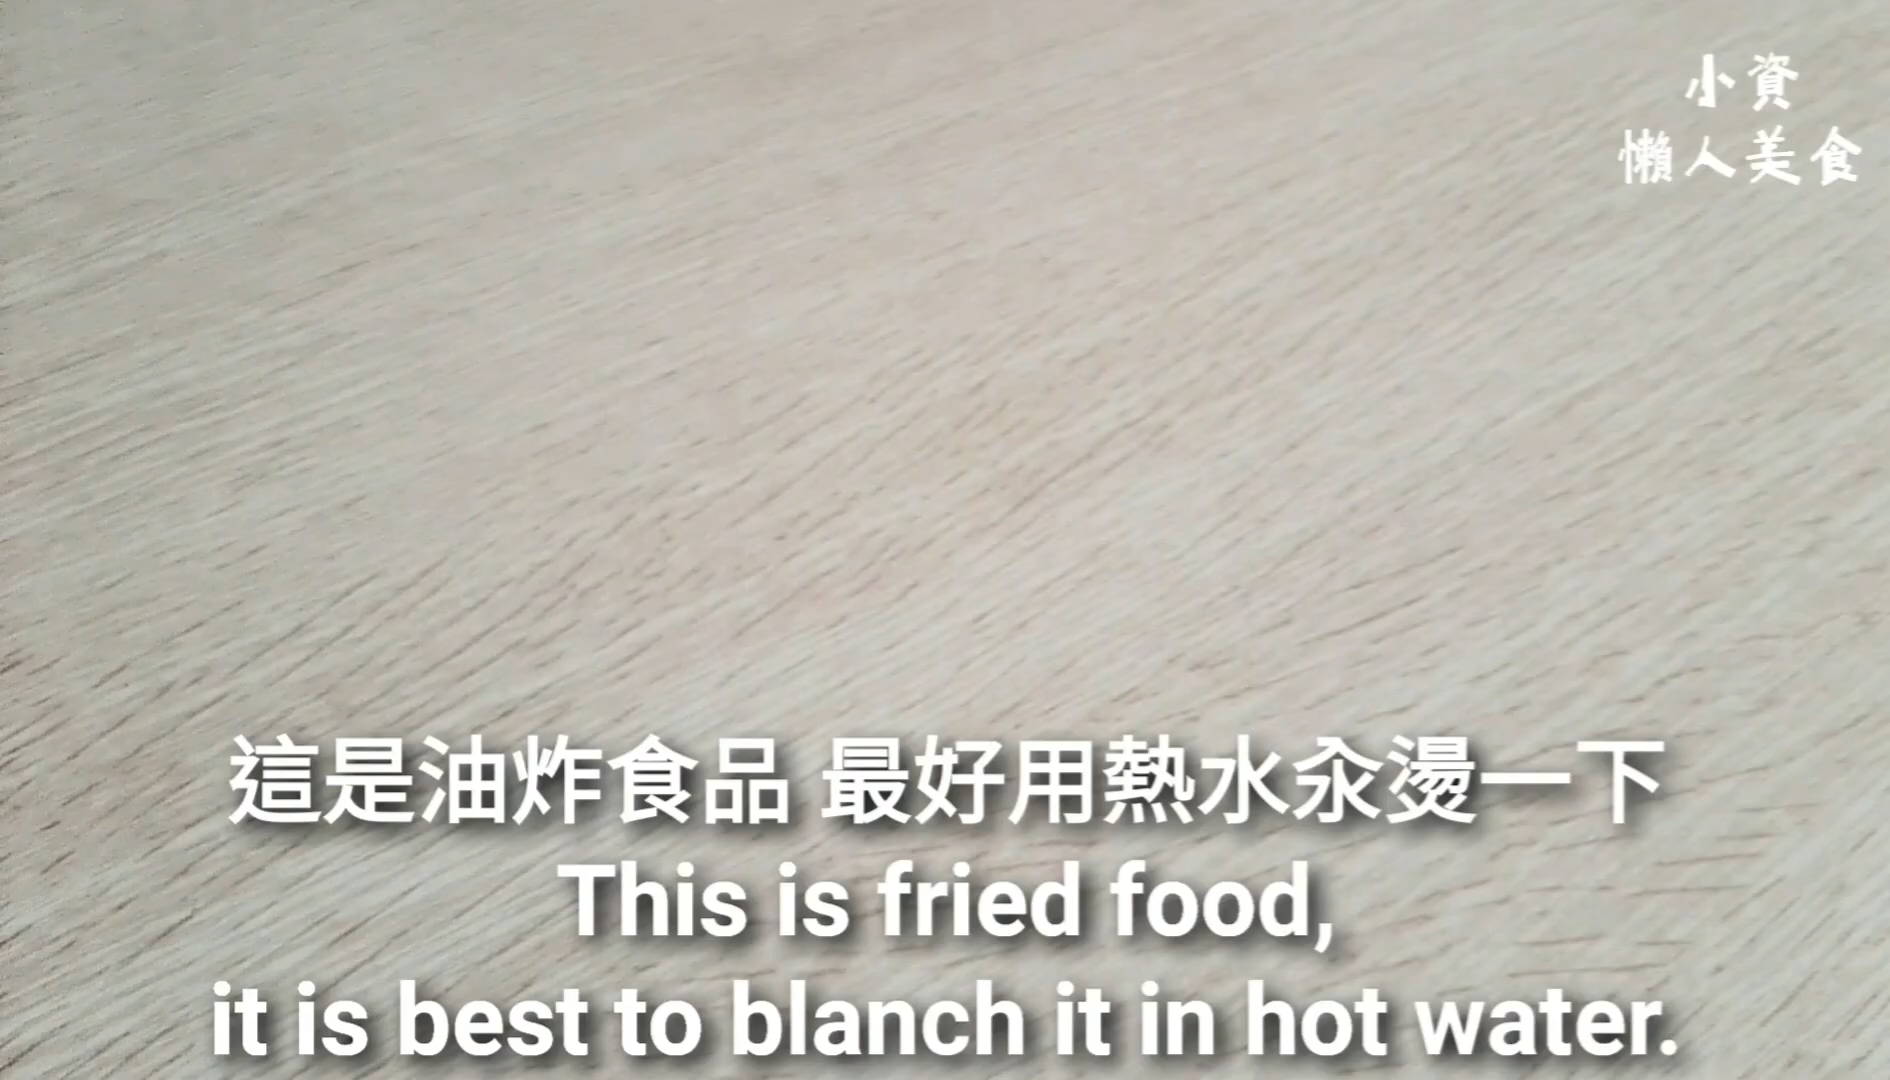 小資
懶人美食
這是油炸食品 最好用熱水汆燙一下
This is fried food,
it is best to blanch it in hot water.